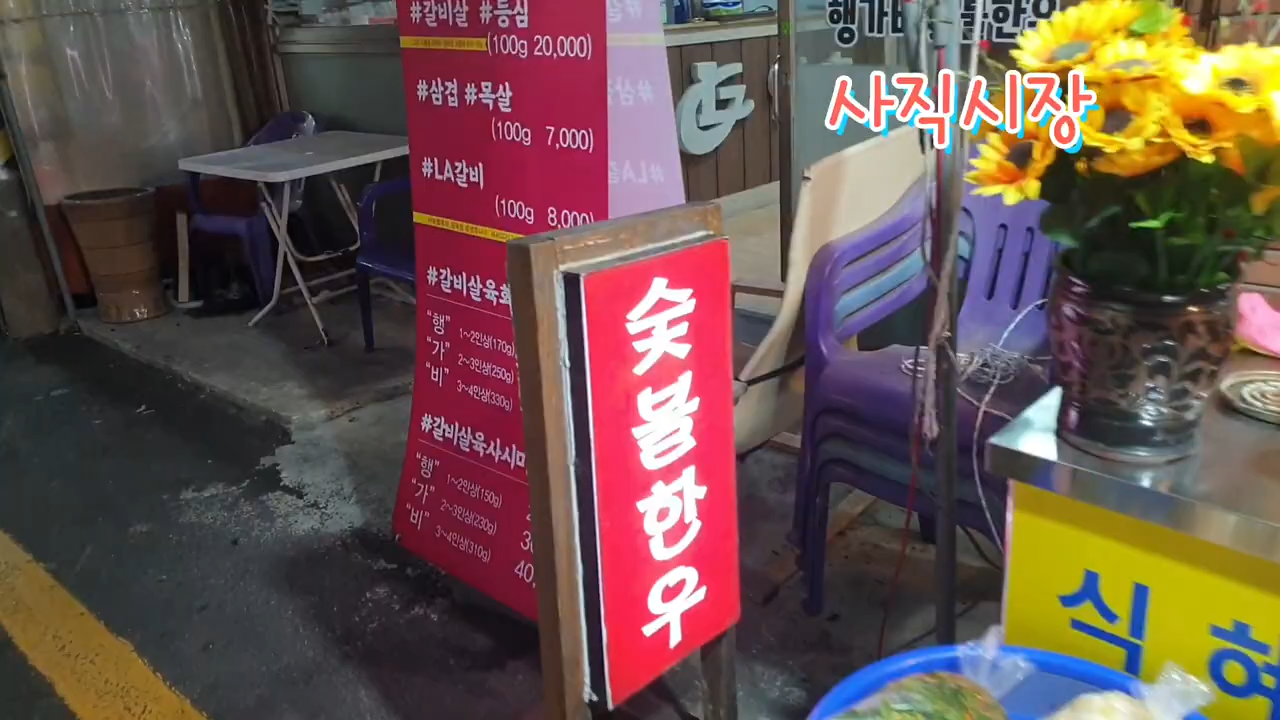 #갈비살 #등심
(100g 20,000)
#삼겹 #목살
(100g 7,000)
#LA갈비
(100g 8,000)
#갈비살육회
"행" 1~2인상(170g)
"가" 2~3인상(250g)
"비" 3~4인상(330g)
#갈비살육사시미
"행" 1~2인상(150g)
"가" 2~3인상(230g)
"비" 3~4인상(310g)
40,
숯불한우
사직시장
식